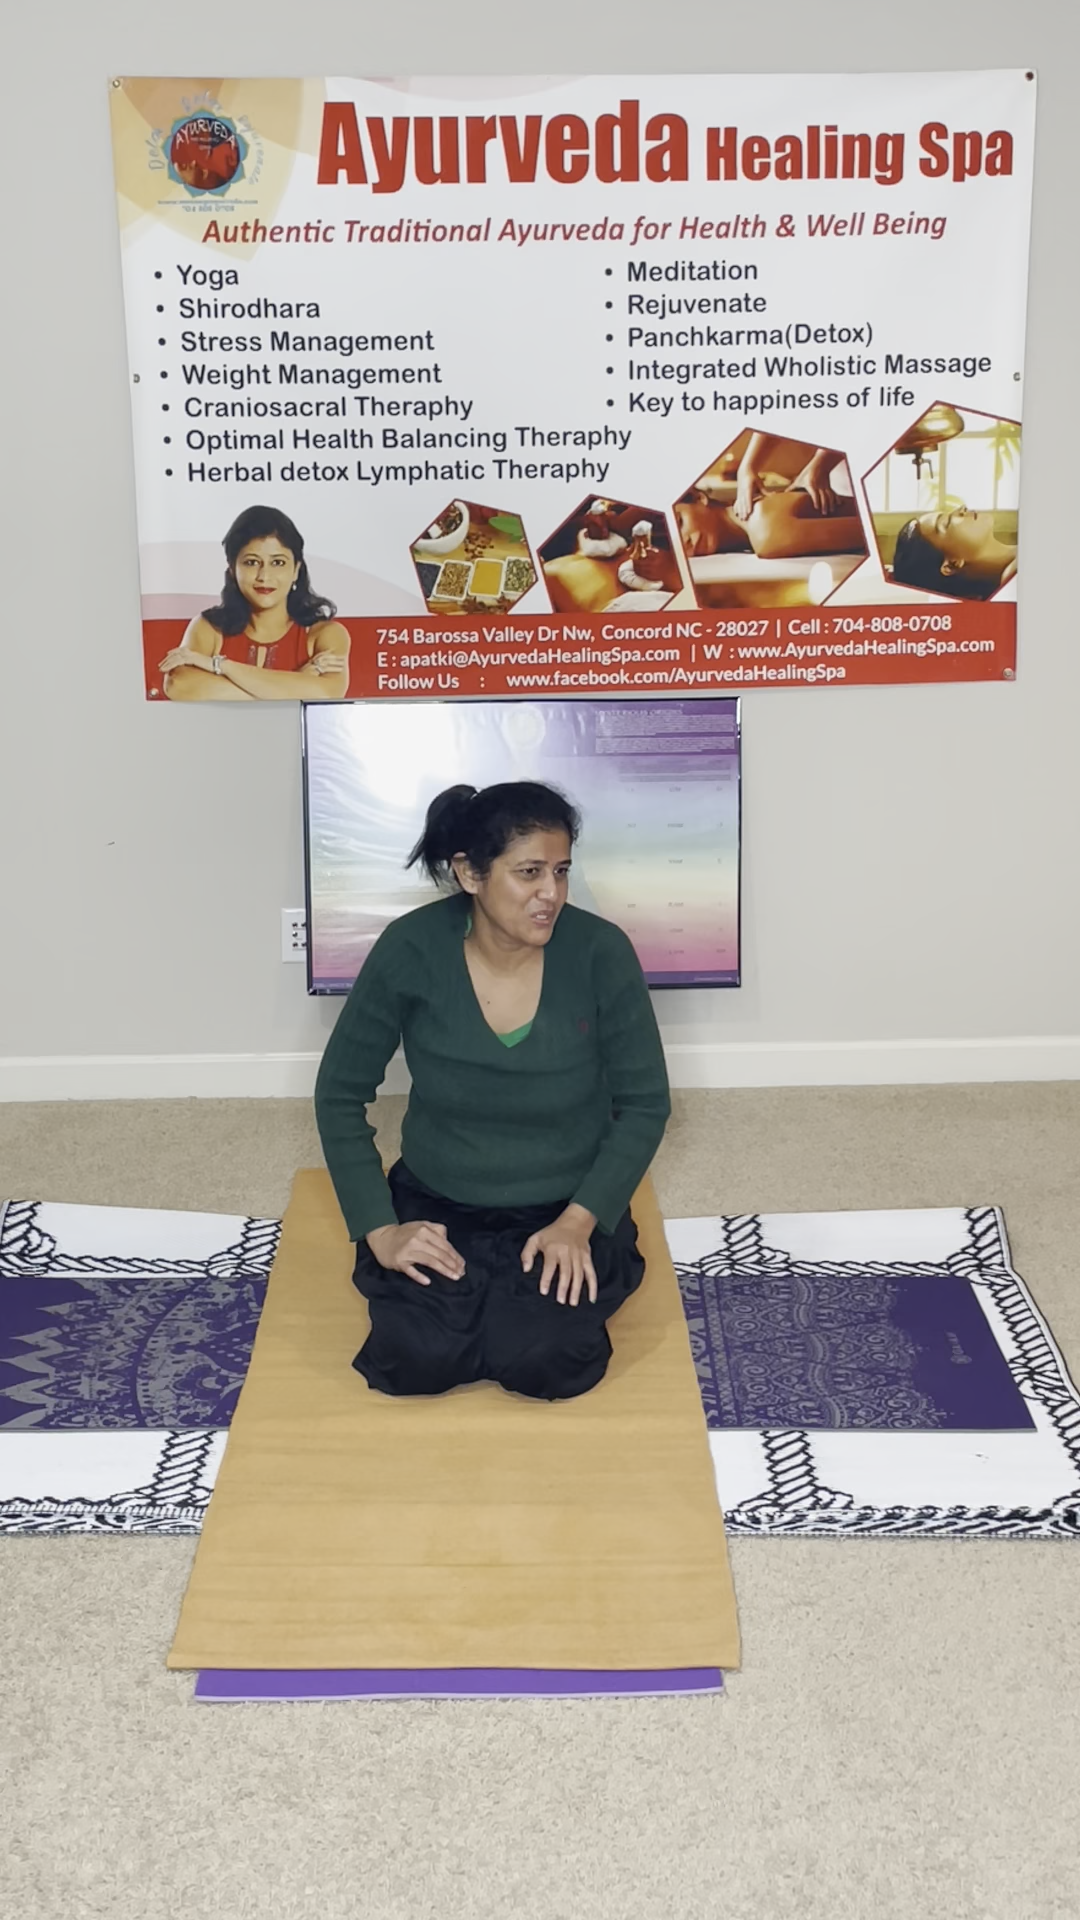 AYURVEDA
Ayurveda Healing Spa
Authentic Traditional Ayurveda for Health & Well Being
• Yoga
• Shirodhara
• Stress Management
• Weight Management
• Craniosacral Theraphy
• Optimal Health Balancing Theraphy
• Herbal detox Lymphatic Theraphy
• Meditation
• Rejuvenate
• Panchkarma(Detox)
• Integrated Wholistic Massage
• Key to happiness of life
754 Barossa Valley Dr Nw, Concord NC - 28027 | Cell : 704-808-0708
E : apatki@AyurvedaHealingSpa.com | W : www.AyurvedaHealingSpa.com
Follow Us : www.facebook.com/AyurvedaHealingSpa